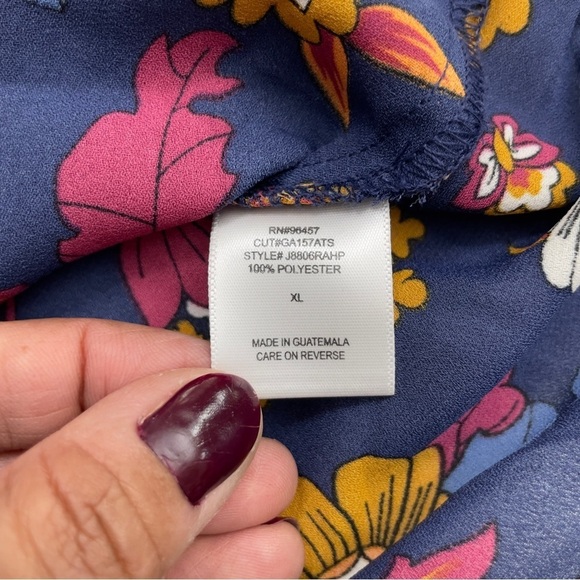 RN#96457
CUT#GA157ATS
STYLE# J8806RAHP
100% POLYESTER
XL
MADE IN GUATEMALA
CARE ON REVERSE